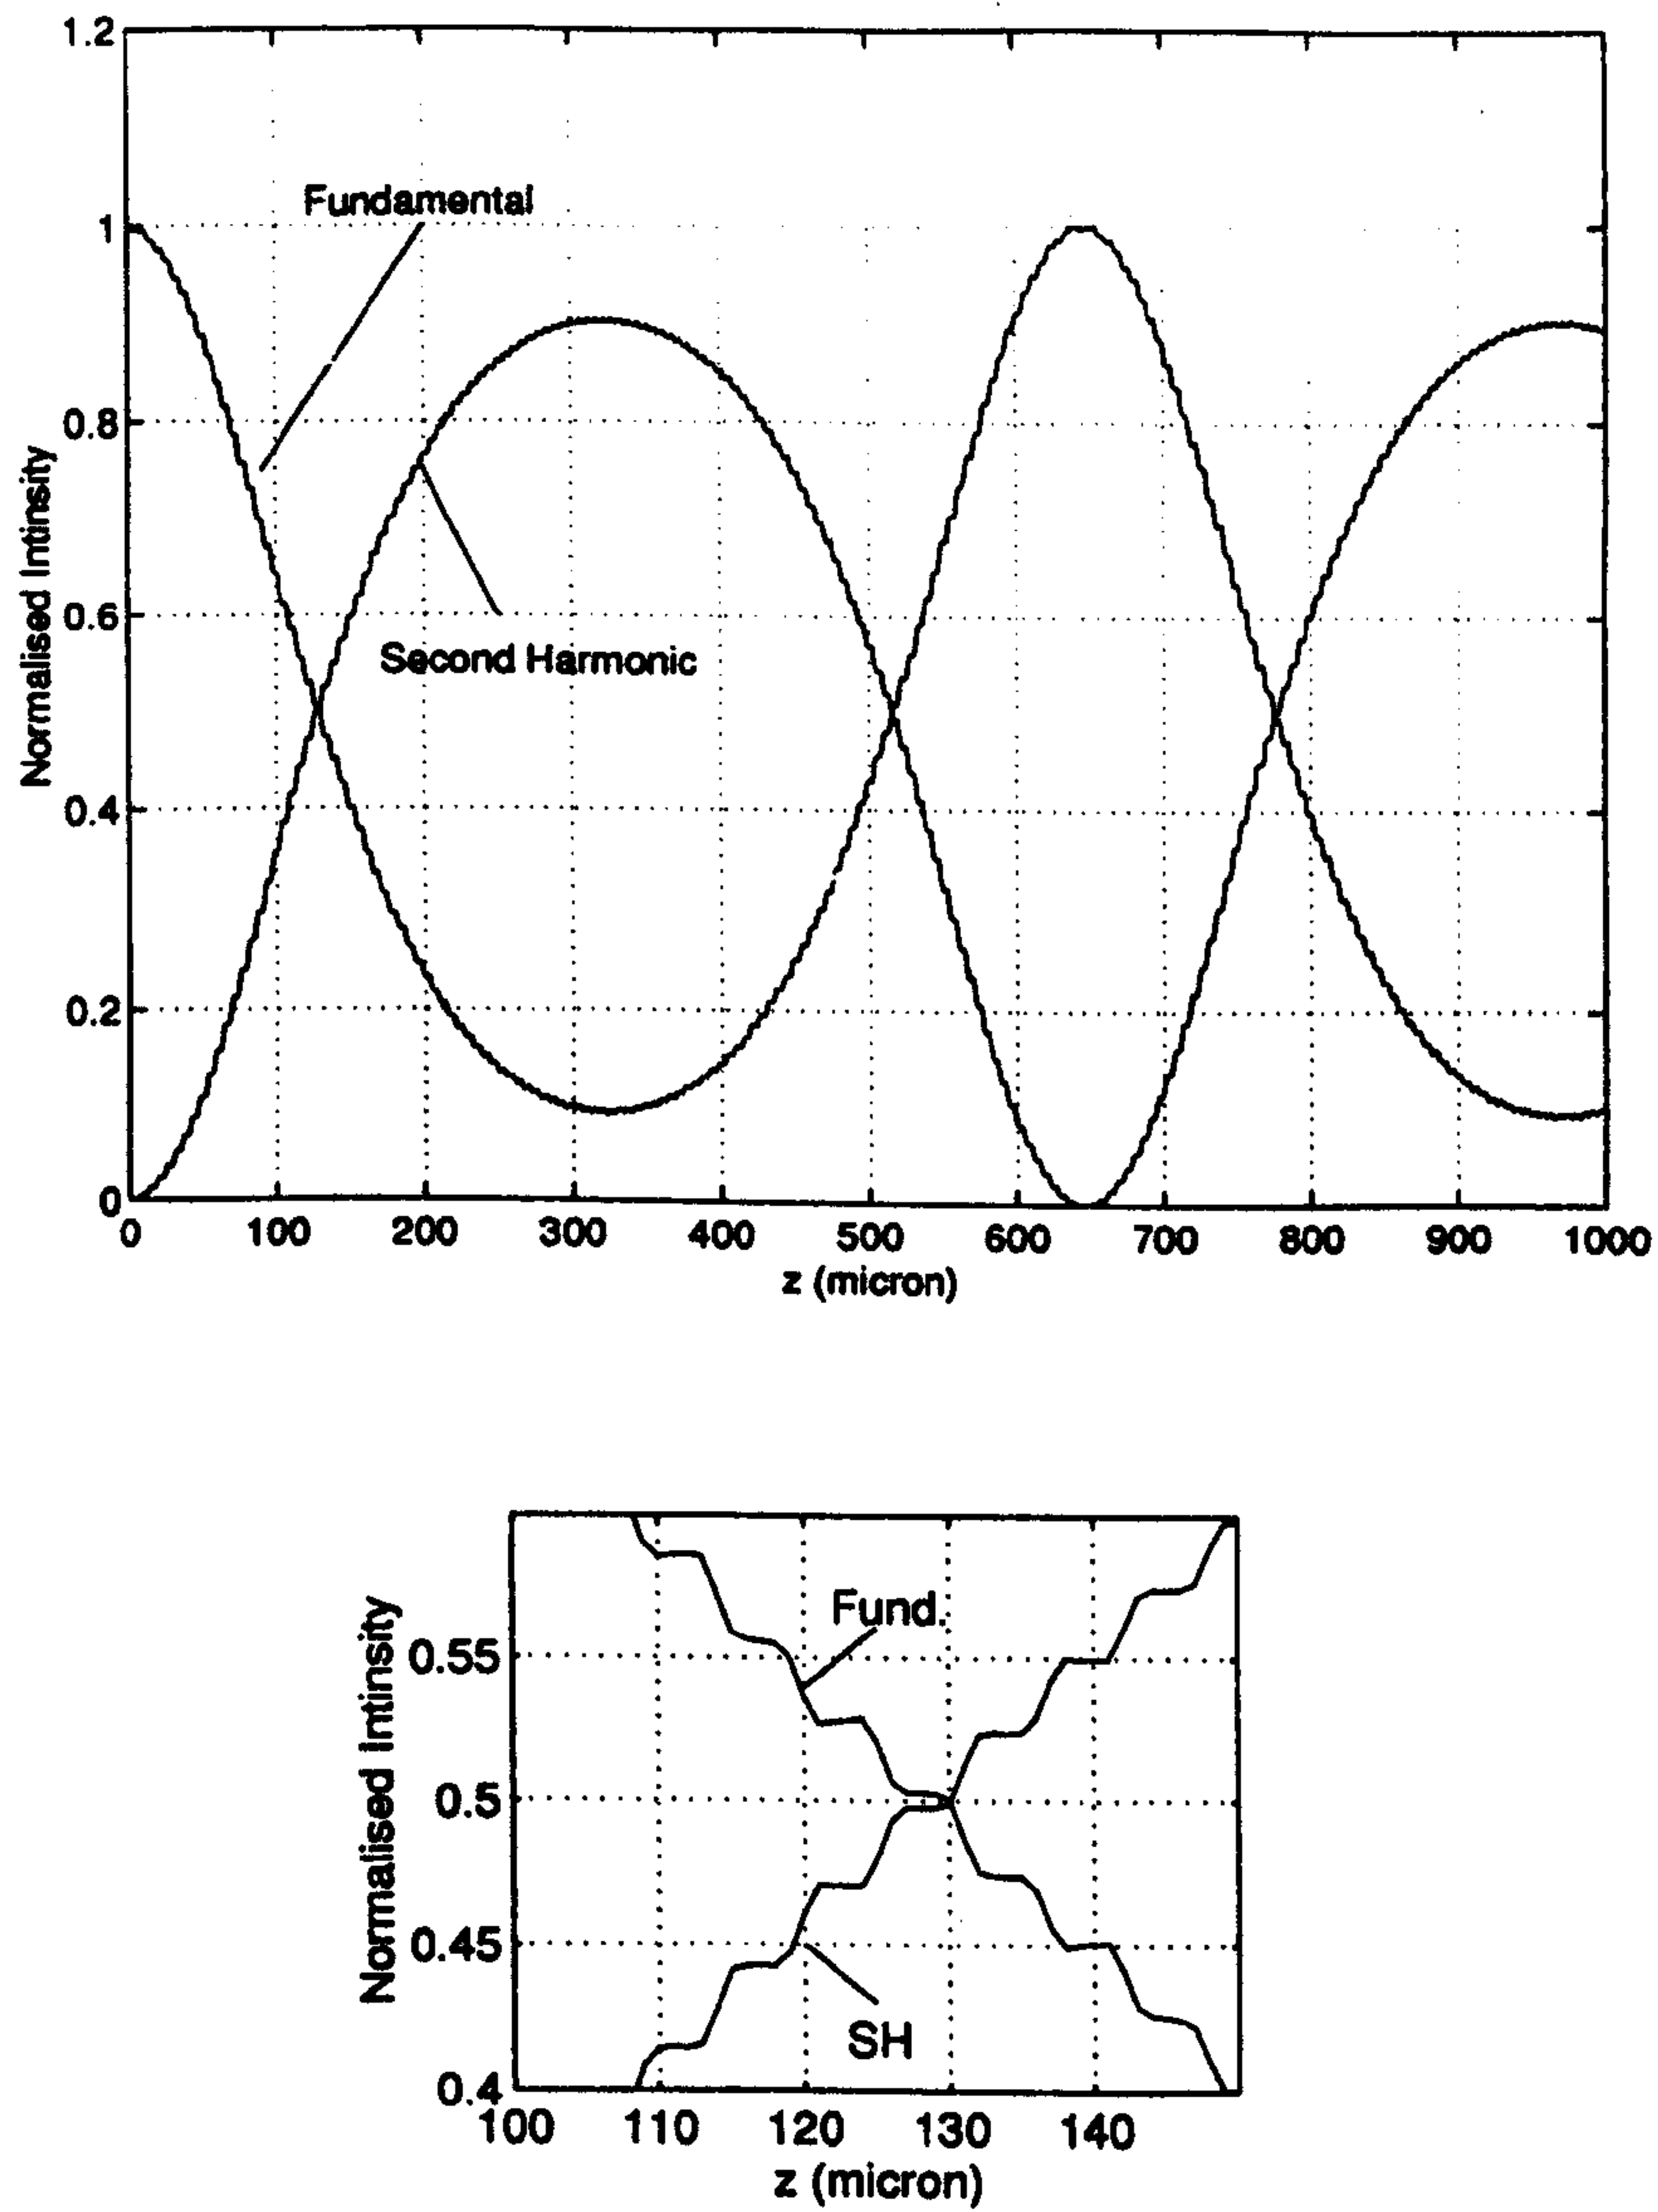 1.2
Fundamental
1
0.8
0.6
Second Harmonic
0.4
0.2
0
Normalised Intinsity
0 100 200 300 400 500 600 700 800 900 1000
z (micron)
Fund.
0.55
0.5
0.45
SH
0.4
Normalised Intinsity
100 110 120 130 140
z (micron)